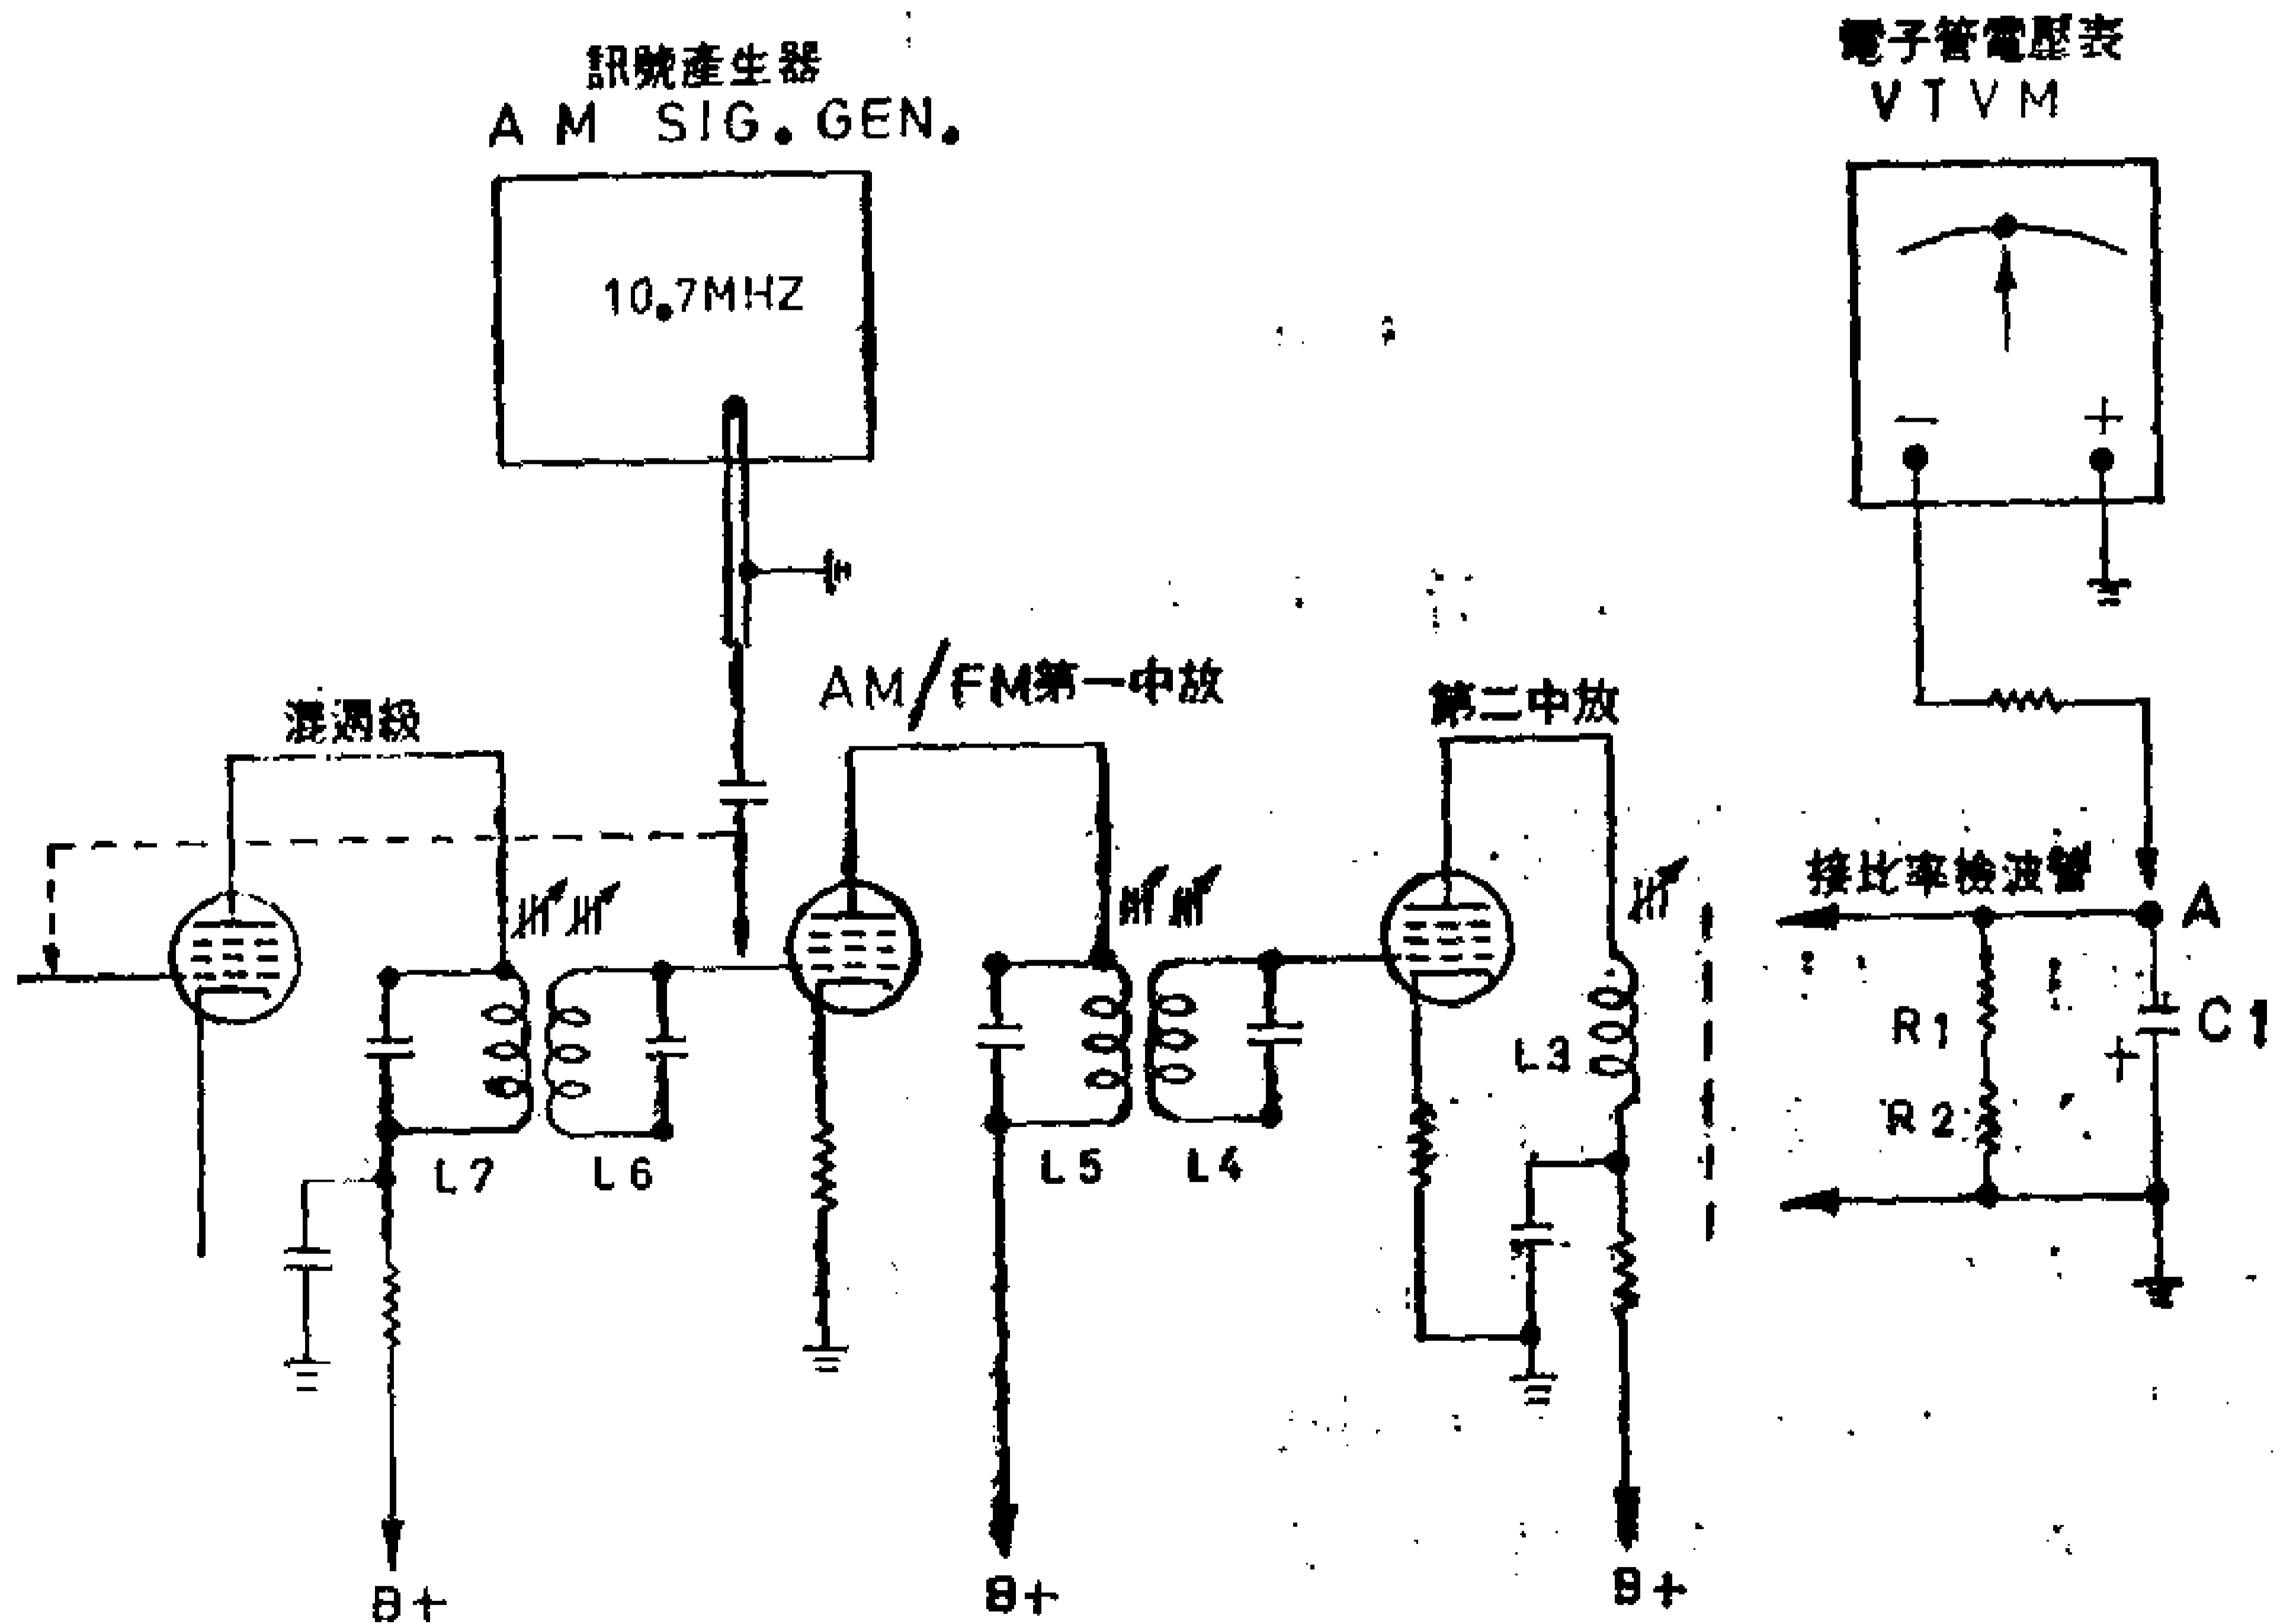 訊號產生器
AM SIG. GEN.
10.7MHZ
電子管電壓表
VTVM
− +
混週級
AM/FM第一中放
第二中放
接比率檢波管
A
R1
C1
+
R2
L3
L7
L6
L5
L4
B+
B+
B+